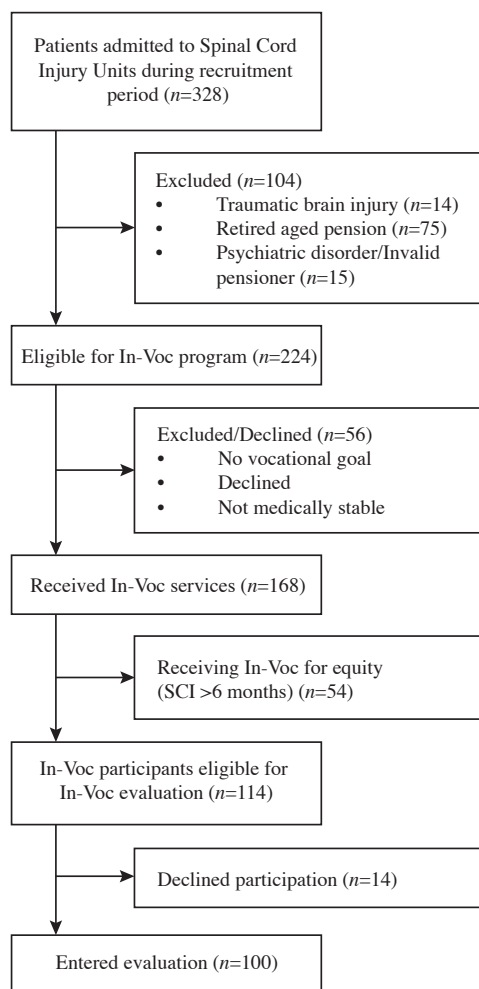 Patients admitted to Spinal Cord
Injury Units during recruitment
period (n=328)
Excluded (n=104)
• Traumatic brain injury (n=14)
• Retired aged pension (n=75)
• Psychiatric disorder/Invalid
pensioner (n=15)
Eligible for In-Voc program (n=224)
Excluded/Declined (n=56)
• No vocational goal
• Declined
• Not medically stable
Received In-Voc services (n=168)
Receiving In-Voc for equity
(SCI >6 months) (n=54)
In-Voc participants eligible for
In-Voc evaluation (n=114)
Declined participation (n=14)
Entered evaluation (n=100)